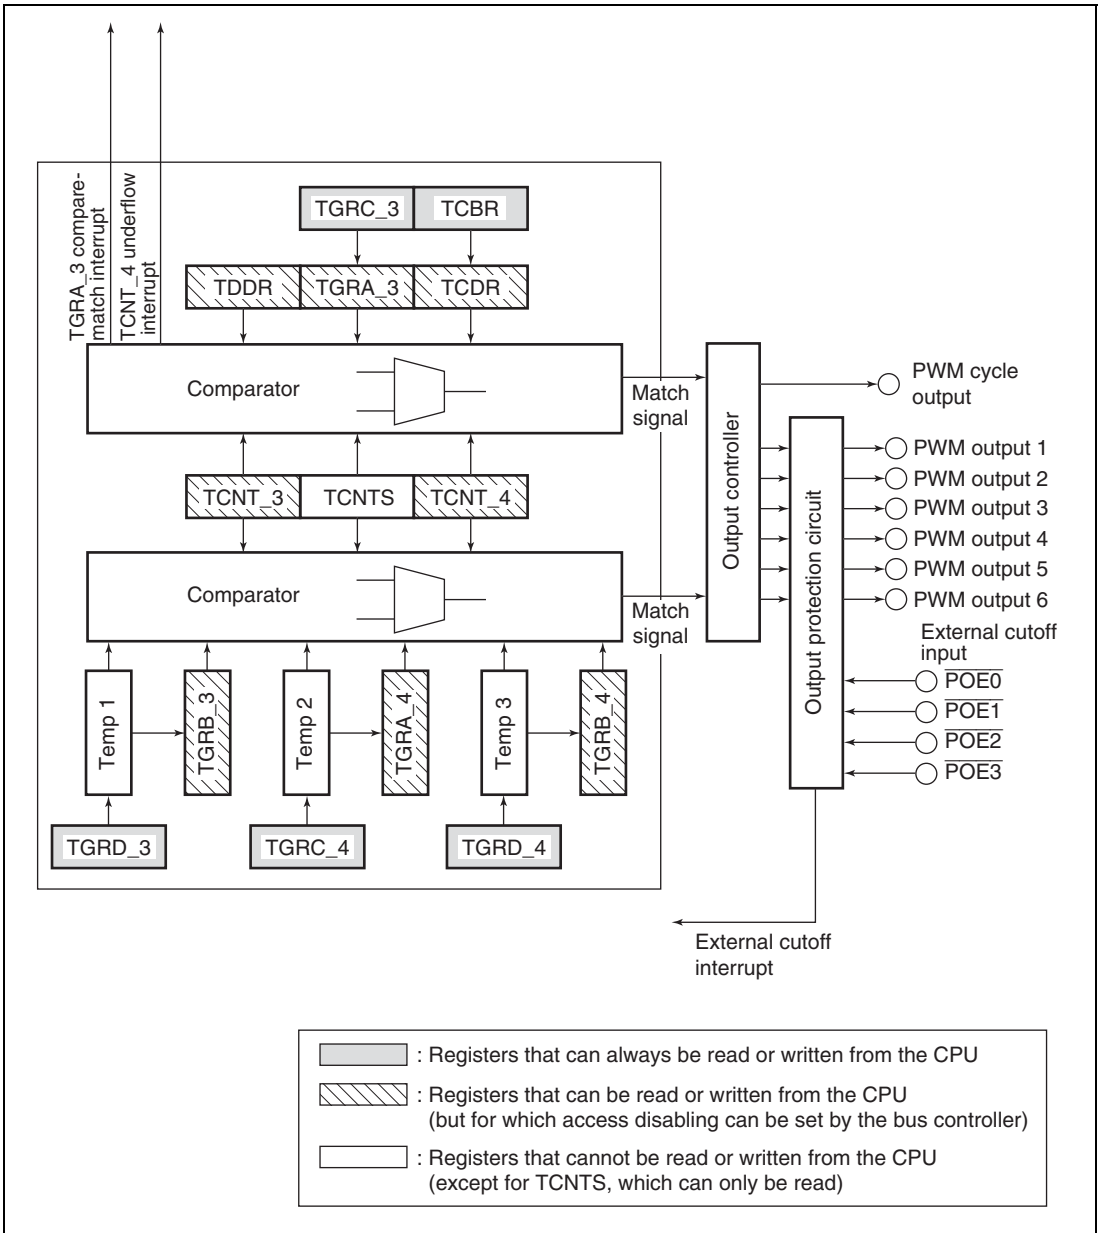 TGRA_3 compare-
match interrupt
TCNT_4 underflow
interrupt
TGRC_3
TCBR
TDDR
TGRA_3
TCDR
Comparator
Match
signal
TCNT_3
TCNTS
TCNT_4
Comparator
Match
signal
Temp 1
TGRB_3
Temp 2
TGRA_4
Temp 3
TGRB_4
TGRD_3
TGRC_4
TGRD_4
Output controller
Output protection circuit
PWM cycle
output
PWM output 1
PWM output 2
PWM output 3
PWM output 4
PWM output 5
PWM output 6
External cutoff
input
POE0
POE1
POE2
POE3
External cutoff
interrupt
: Registers that can always be read or written from the CPU
: Registers that can be read or written from the CPU
(but for which access disabling can be set by the bus controller)
: Registers that cannot be read or written from the CPU
(except for TCNTS, which can only be read)